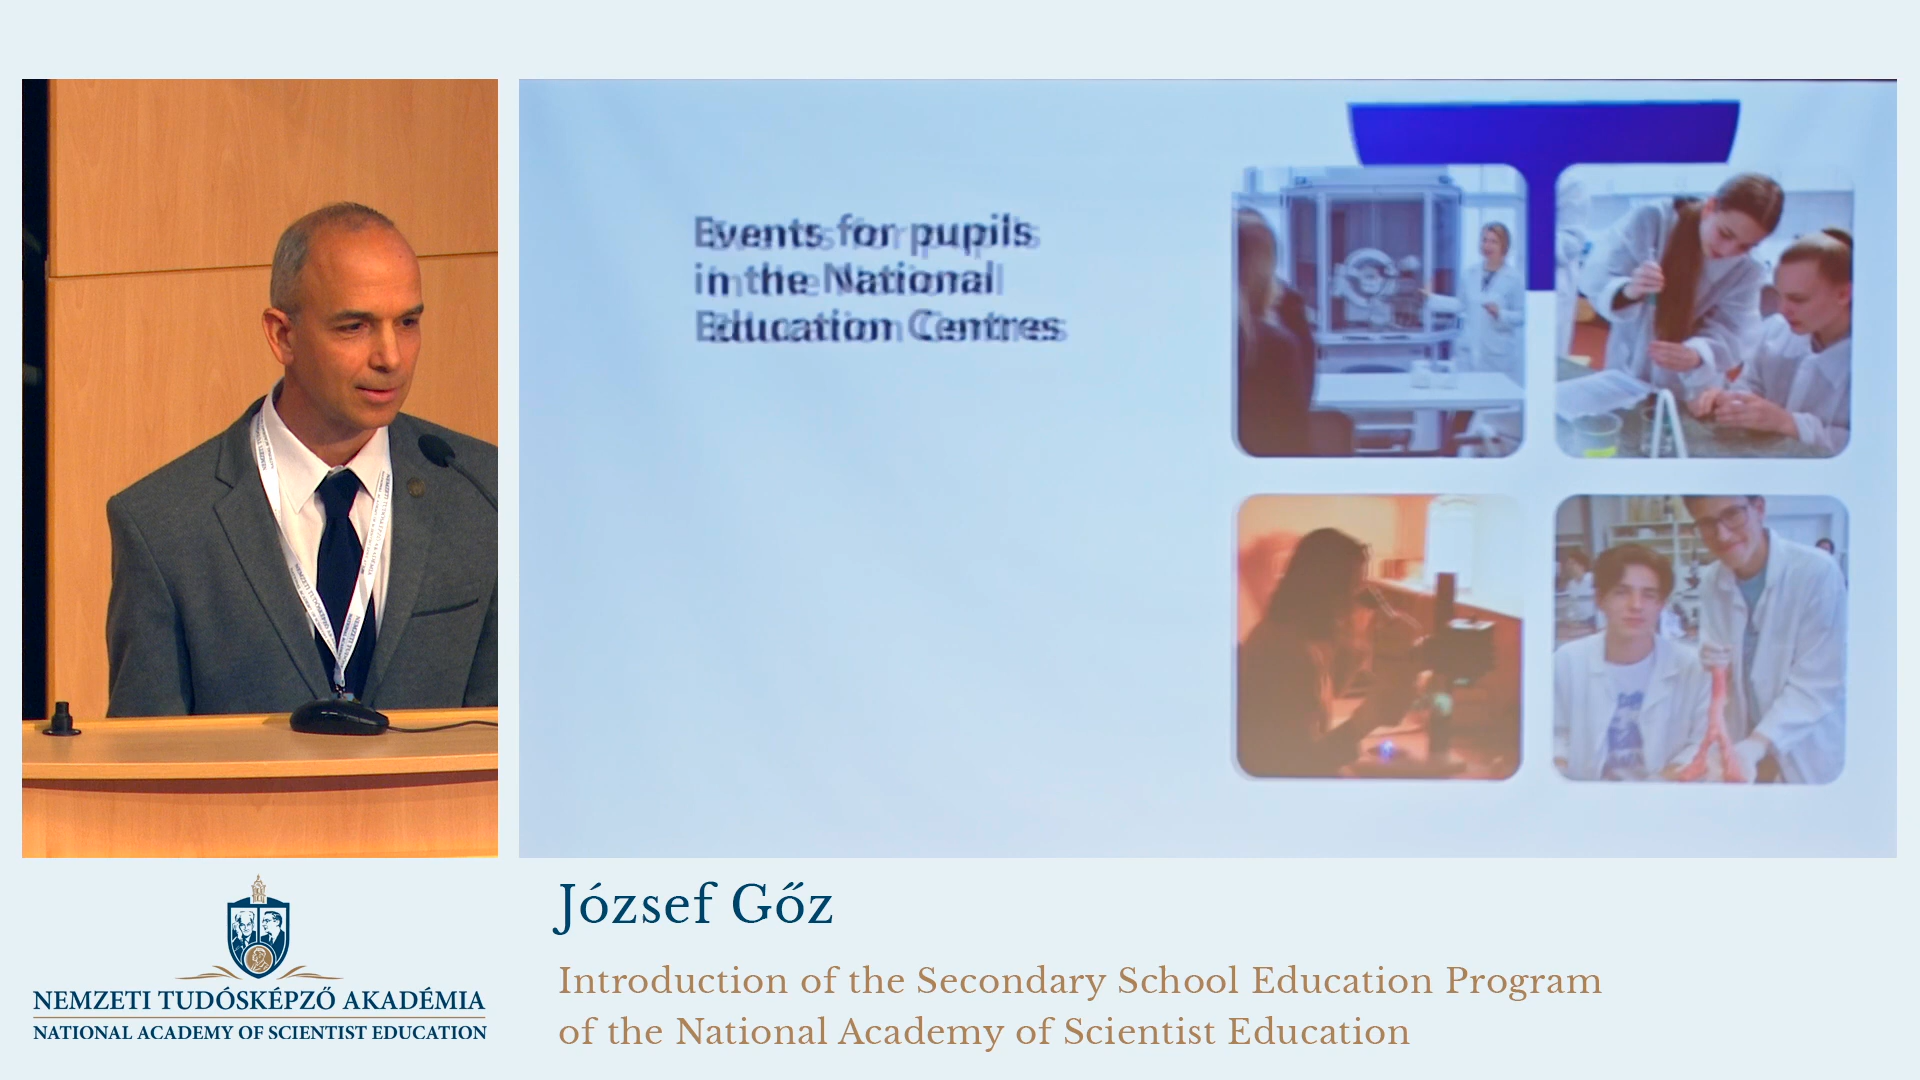 Events for pupils
in the National
Education Centres
József Gőz
Introduction of the Secondary School Education Program
of the National Academy of Scientist Education
NEMZETI TUDÓSKÉPZŐ AKADÉMIA
NATIONAL ACADEMY OF SCIENTIST EDUCATION